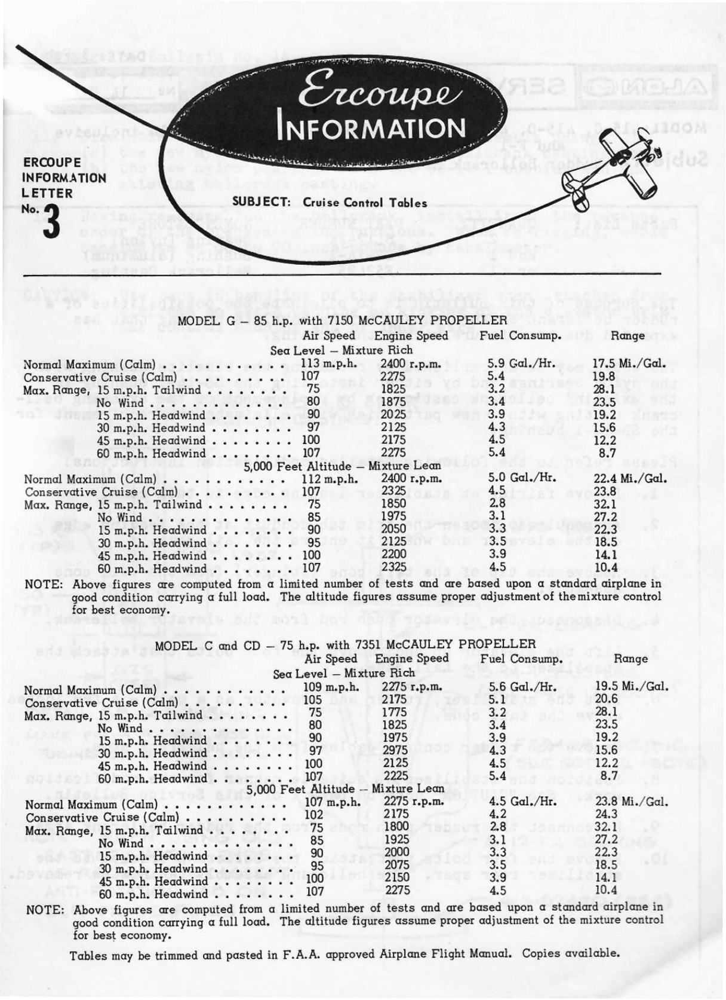 Ercoupe
INFORMATION
ERCOUPE
INFORMATION
LETTER
No. 3
SUBJECT: Cruise Control Tables
MODEL G – 85 h.p. with 7150 McCAULEY PROPELLER
Air Speed Engine Speed Fuel Consump. Range
Sea Level – Mixture Rich
Normal Maximum (Calm) . . . . . . . . . . . . 113 m.p.h. 2400 r.p.m. 5.9 Gal./Hr. 17.5 Mi./Gal.
Conservative Cruise (Calm) . . . . . . . . . . 107 2275 5.4 19.8
Max. Range, 15 m.p.h. Tailwind . . . . . . . . 75 1825 3.2 28.1
No Wind . . . . . . . . . . . . . . 80 1875 3.4 23.5
15 m.p.h. Headwind . . . . . . . . 90 2025 3.9 19.2
30 m.p.h. Headwind . . . . . . . . 97 2125 4.3 15.6
45 m.p.h. Headwind . . . . . . . . 100 2175 4.5 12.2
60 m.p.h. Headwind . . . . . . . . 107 2275 5.4 8.7
5,000 Feet Altitude – Mixture Lean
Normal Maximum (Calm) . . . . . . . . . . . . 112 m.p.h. 2400 r.p.m. 5.0 Gal./Hr. 22.4 Mi./Gal.
Conservative Cruise (Calm) . . . . . . . . . . 107 2325 4.5 23.8
Max. Range, 15 m.p.h. Tailwind . . . . . . . . 75 1850 2.8 32.1
No Wind . . . . . . . . . . . . . . 85 1975 3.1 27.2
15 m.p.h. Headwind . . . . . . . . 90 2050 3.3 22.3
30 m.p.h. Headwind . . . . . . . . 95 2125 3.5 18.5
45 m.p.h. Headwind . . . . . . . . 100 2200 3.9 14.1
60 m.p.h. Headwind . . . . . . . . 107 2325 4.5 10.4
NOTE: Above figures are computed from a limited number of tests and are based upon a standard airplane in
good condition carrying a full load. The altitude figures assume proper adjustment of the mixture control
for best economy.
MODEL C and CD – 75 h.p. with 7351 McCAULEY PROPELLER
Air Speed Engine Speed Fuel Consump. Range
Sea Level – Mixture Rich
Normal Maximum (Calm) . . . . . . . . . . . . 109 m.p.h. 2275 r.p.m. 5.6 Gal./Hr. 19.5 Mi./Gal.
Conservative Cruise (Calm) . . . . . . . . . . 105 2175 5.1 20.6
Max. Range, 15 m.p.h. Tailwind . . . . . . . . 75 1775 3.2 28.1
No Wind . . . . . . . . . . . . . . 80 1825 3.4 23.5
15 m.p.h. Headwind . . . . . . . . 90 1975 3.9 19.2
30 m.p.h. Headwind . . . . . . . . 97 2975 4.3 15.6
45 m.p.h. Headwind . . . . . . . . 100 2125 4.5 12.2
60 m.p.h. Headwind . . . . . . . . 107 2225 5.4 8.7
5,000 Feet Altitude – Mixture Lean
Normal Maximum (Calm) . . . . . . . . . . . . 107 m.p.h. 2275 r.p.m. 4.5 Gal./Hr. 23.8 Mi./Gal.
Conservative Cruise (Calm) . . . . . . . . . . 102 2175 4.2 24.3
Max. Range, 15 m.p.h. Tailwind . . . . . . . . 75 1800 2.8 32.1
No Wind . . . . . . . . . . . . . . 85 1925 3.1 27.2
15 m.p.h. Headwind . . . . . . . . 90 2000 3.3 22.3
30 m.p.h. Headwind . . . . . . . . 95 2075 3.5 18.5
45 m.p.h. Headwind . . . . . . . . 100 2150 3.9 14.1
60 m.p.h. Headwind . . . . . . . . 107 2275 4.5 10.4
NOTE: Above figures are computed from a limited number of tests and are based upon a standard airplane in
good condition carrying a full load. The altitude figures assume proper adjustment of the mixture control
for best economy.
Tables may be trimmed and pasted in F.A.A. approved Airplane Flight Manual. Copies available.